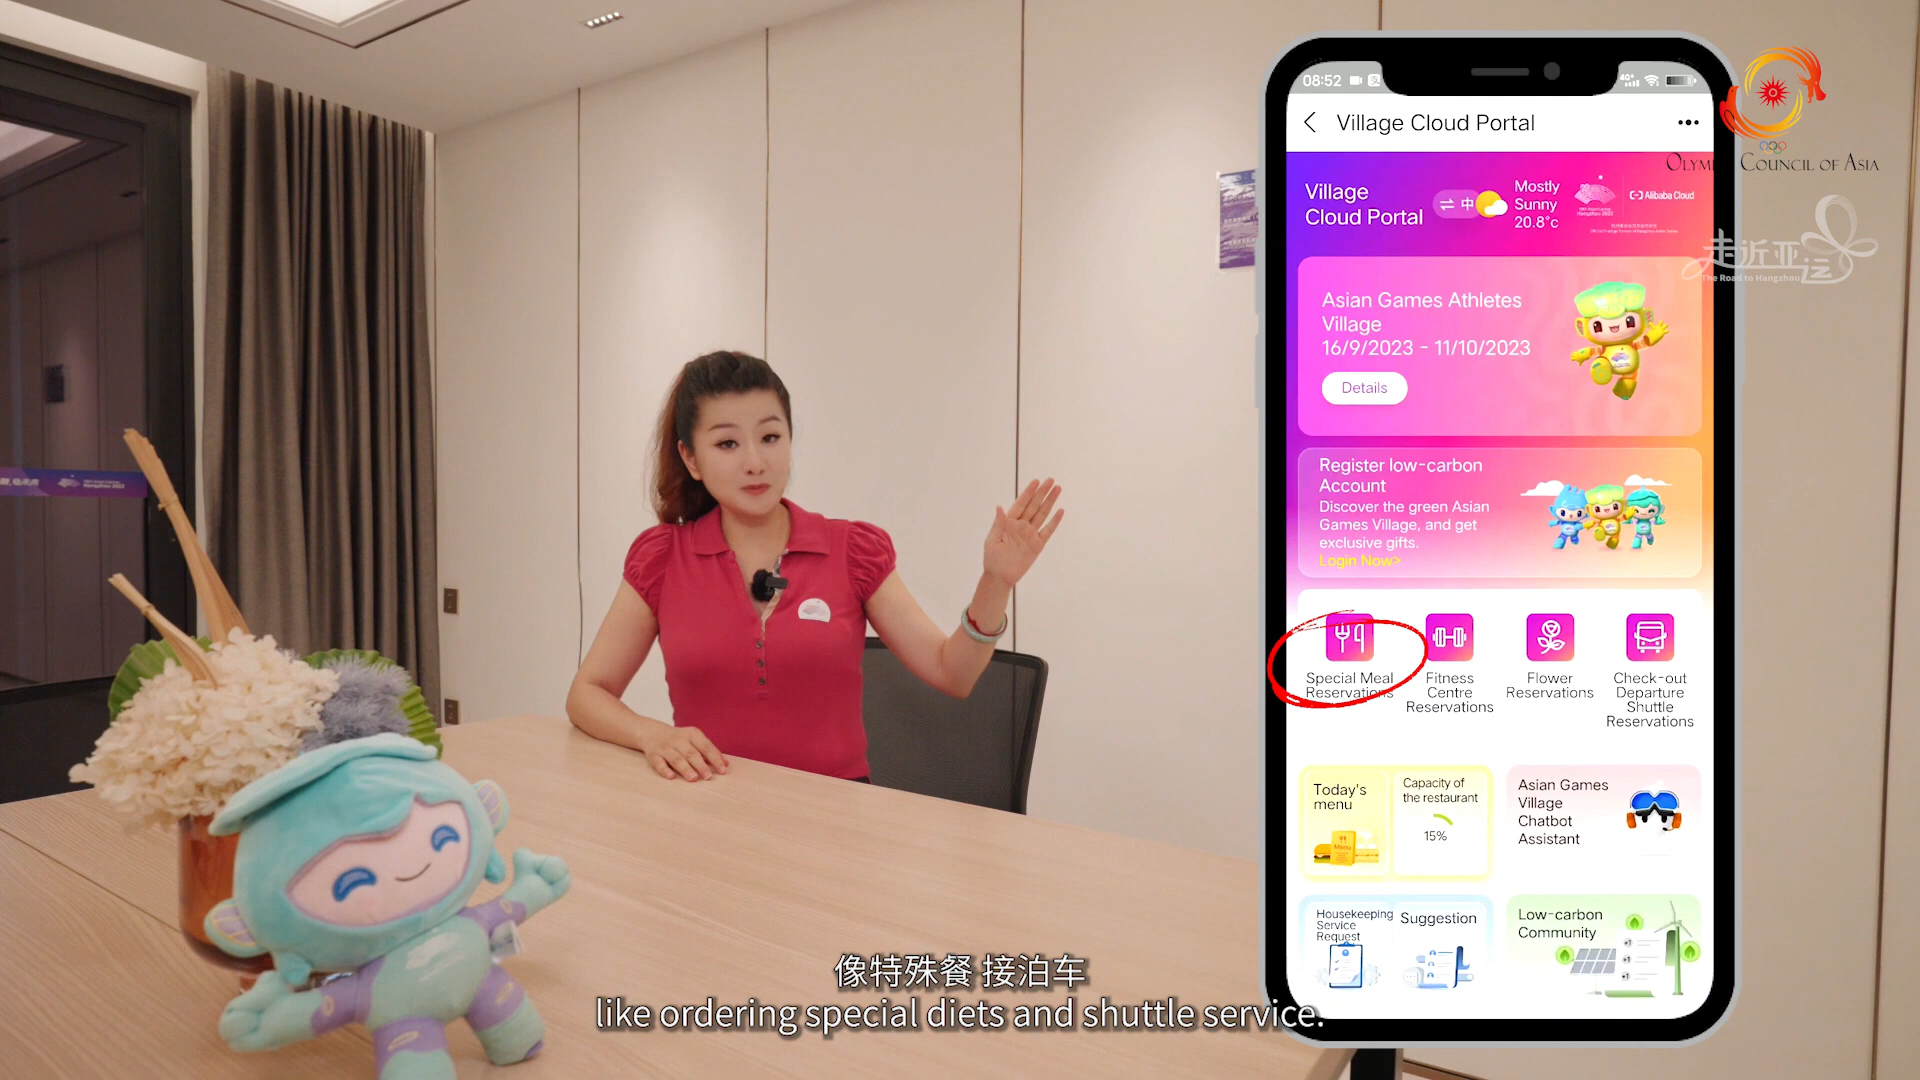 08:52
4G+
Village Cloud Portal
OLYMPIC COUNCIL OF ASIA
Village
Cloud Portal
中
Mostly
Sunny
20.8°c
Alibaba Cloud
走近亚运
The Road to Hangzhou
Asian Games Athletes
Village
16/9/2023 - 11/10/2023
Details
Register low-carbon
Account
Discover the green Asian
Games Village, and get
exclusive gifts.
Login Now>
Special Meal
Reservations
Fitness
Centre
Reservations
Flower
Reservations
Check-out
Departure
Shuttle
Reservations
Today's
menu
Menu
Capacity of
the restaurant
15%
Asian Games
Village
Chatbot
Assistant
Housekeeping
Service
Request
Suggestion
Low-carbon
Community
像特殊餐 接泊车
like ordering special diets and shuttle service.